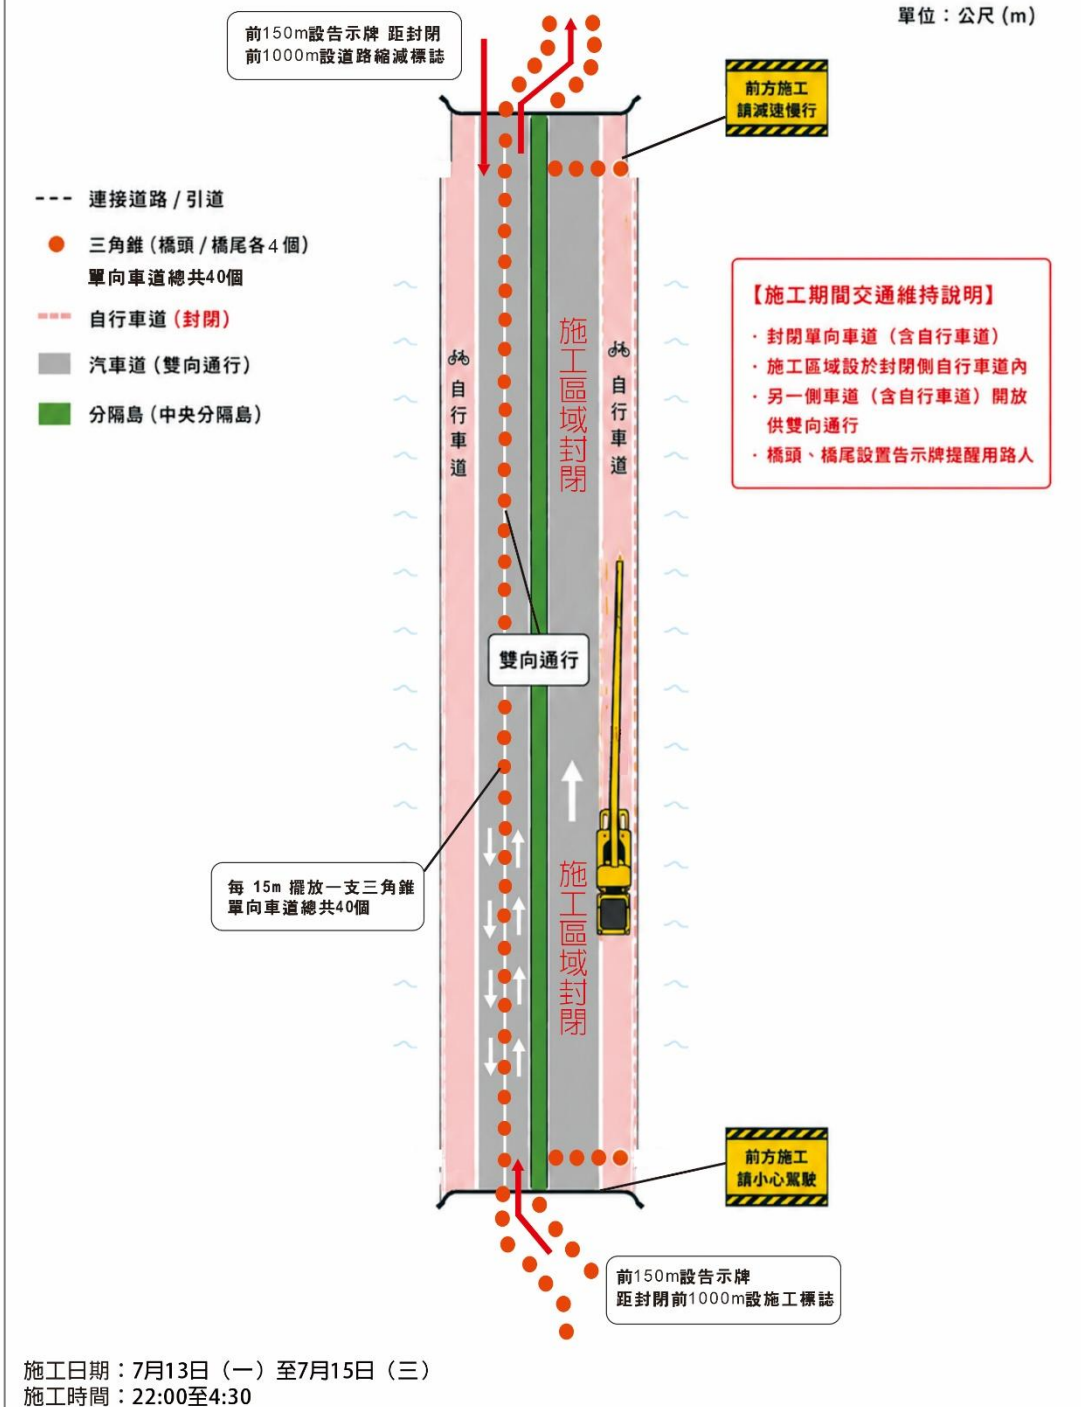 單位：公尺 (m)
前150m設告示牌 距封閉
前1000m設道路縮減標誌
前方施工
請減速慢行
連接道路 / 引道
三角錐 (橋頭 / 橋尾各4個)
單向車道總共40個
自行車道 (封閉)
汽車道 (雙向通行)
分隔島 (中央分隔島)
【施工期間交通維持說明】
· 封閉單向車道（含自行車道）
· 施工區域設於封閉側自行車道內
· 另一側車道（含自行車道）開放
供雙向通行
· 橋頭、橋尾設置告示牌提醒用路人
自行車道
施工區域封閉
自行車道
雙向通行
每 15m 擺放一支三角錐
單向車道總共40個
施工區域封閉
前方施工
請小心駕駛
前150m設告示牌
距封閉前1000m設施工標誌
施工日期：7月13日（一）至7月15日（三）
施工時間：22:00至4:30